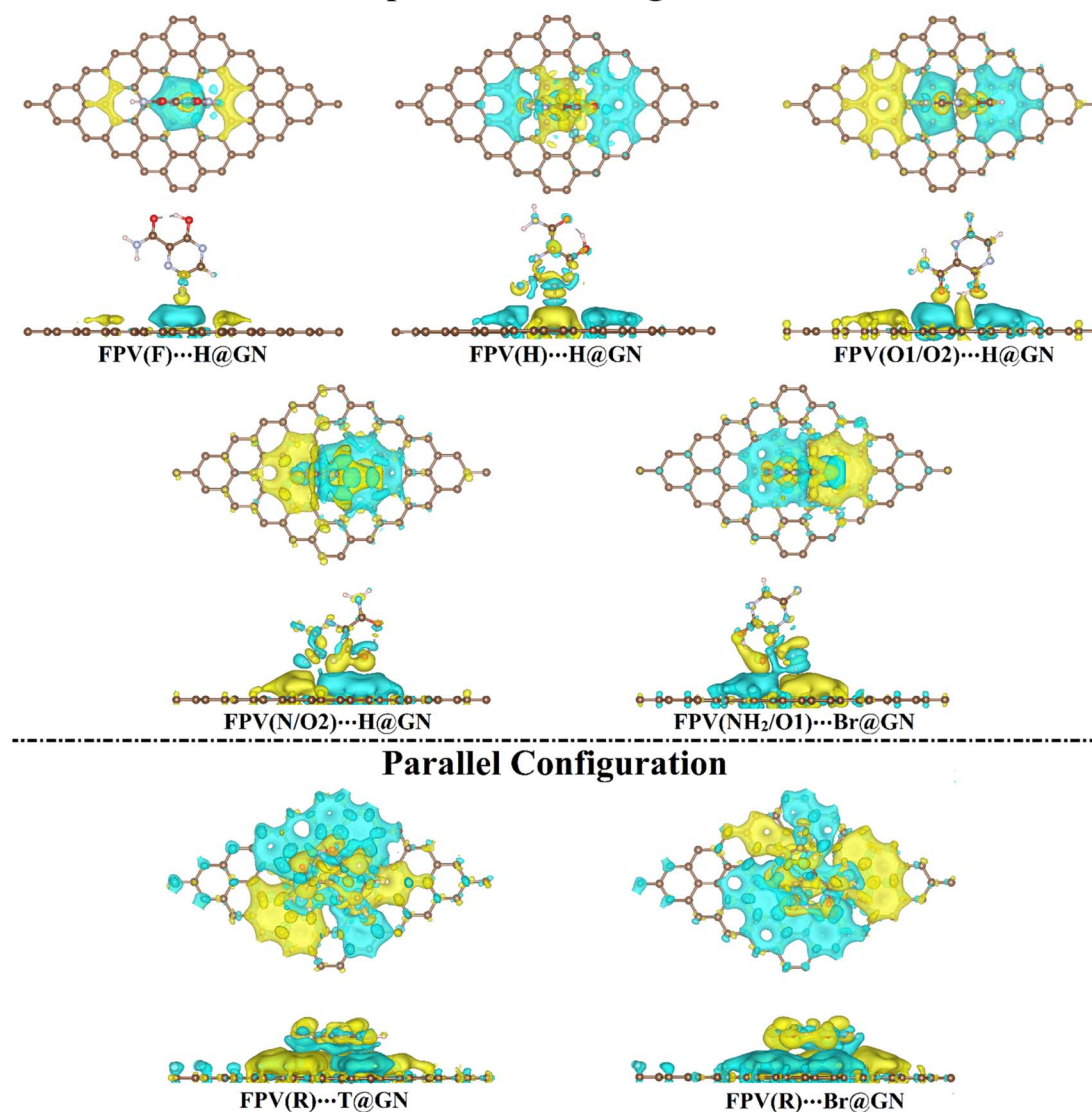 FPV(F)···H@GN
FPV(H)···H@GN
FPV(O1/O2)···H@GN
FPV(N/O2)···H@GN
FPV(NH₂/O1)···Br@GN
Parallel Configuration
FPV(R)···T@GN
FPV(R)···Br@GN